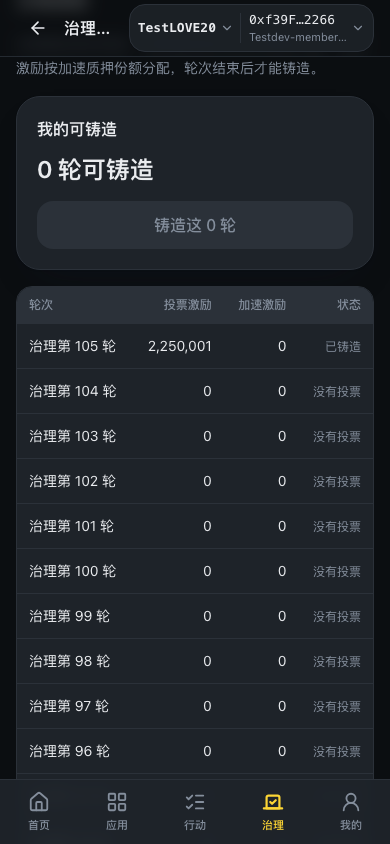 治理...
TestLOVE20
0xf39F...2266
Testdev-member...
激励按加速质押份额分配，轮次结束后才能铸造。
我的可铸造
0 轮可铸造
铸造这 0 轮
轮次 投票激励 加速激励 状态
治理第 105 轮 2,250,001 0 已铸造
治理第 104 轮 0 0 没有投票
治理第 103 轮 0 0 没有投票
治理第 102 轮 0 0 没有投票
治理第 101 轮 0 0 没有投票
治理第 100 轮 0 0 没有投票
治理第 99 轮 0 0 没有投票
治理第 98 轮 0 0 没有投票
治理第 97 轮 0 0 没有投票
治理第 96 轮 0 0 没有投票
首页 应用 行动 治理 我的